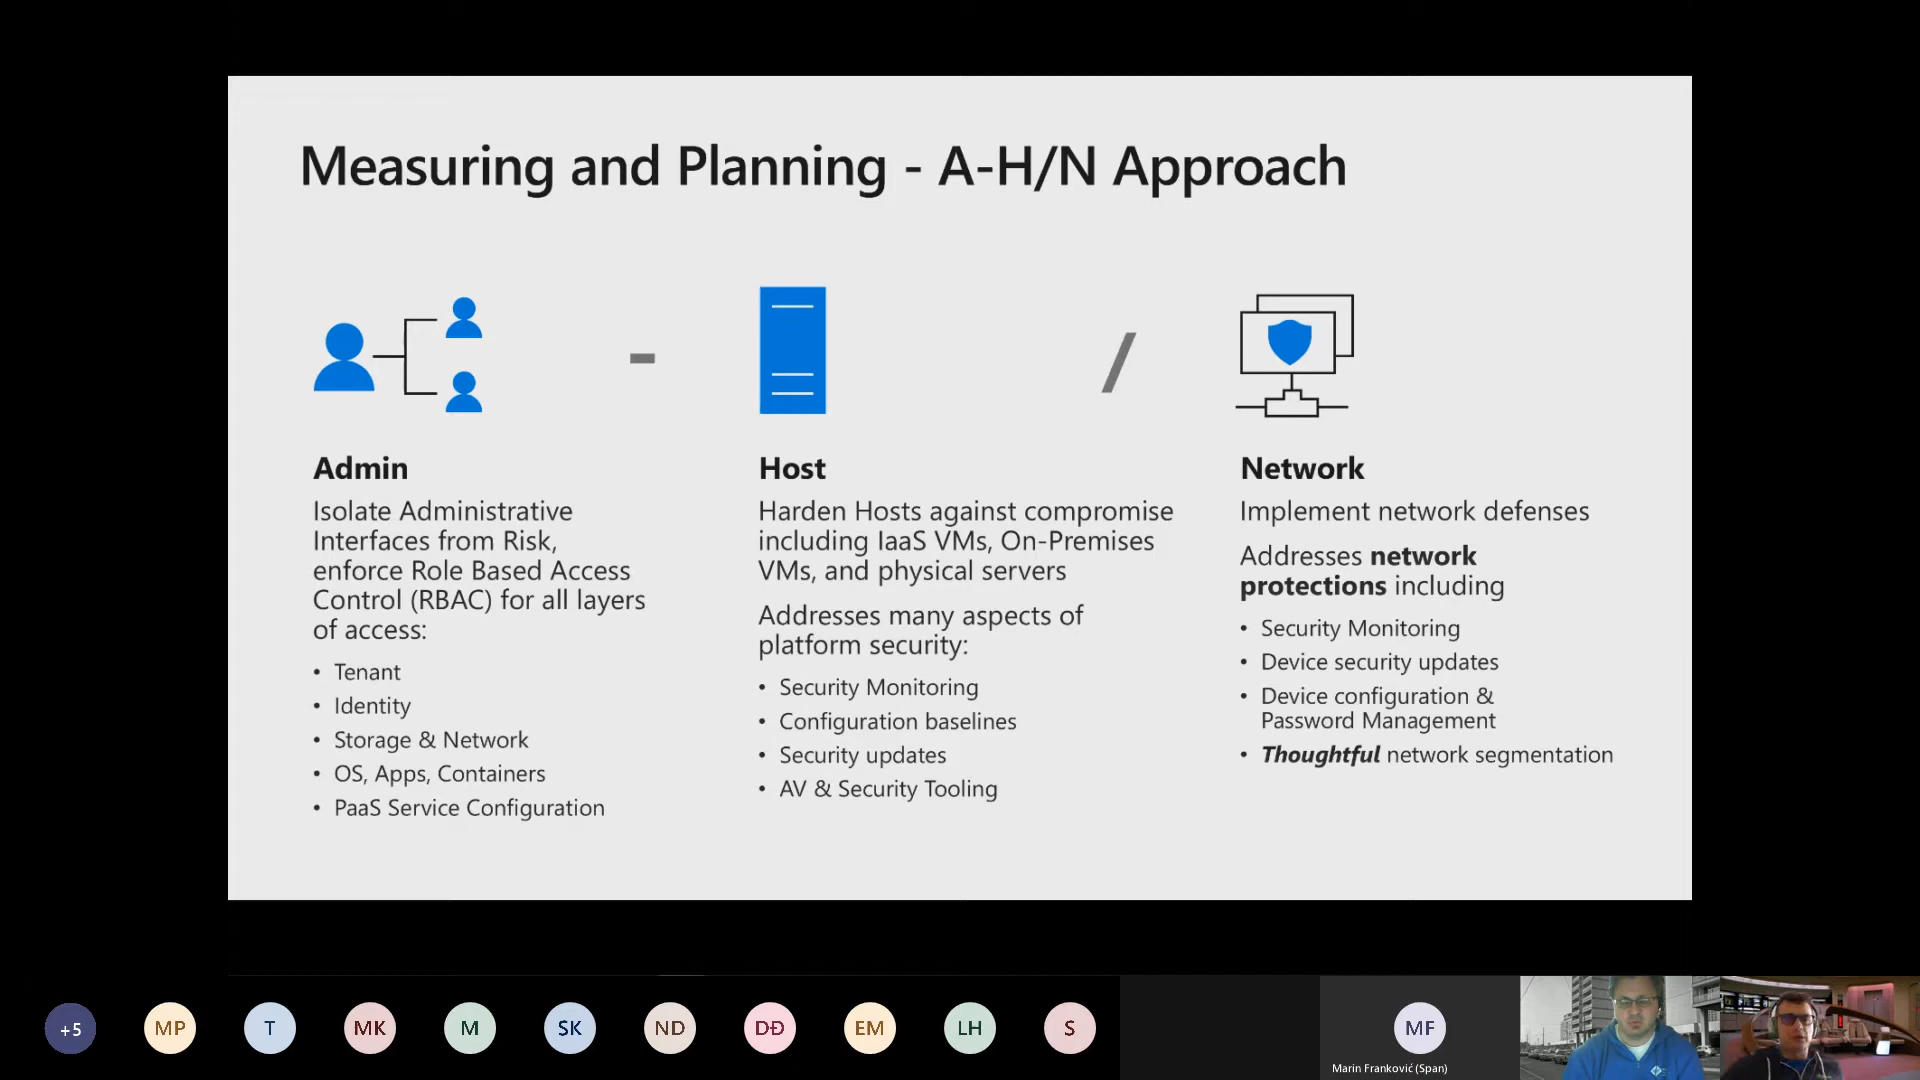 Measuring and Planning - A-H/N Approach
-
/
Admin
Isolate Administrative
Interfaces from Risk,
enforce Role Based Access
Control (RBAC) for all layers
of access:
• Tenant
• Identity
• Storage & Network
• OS, Apps, Containers
• PaaS Service Configuration
Host
Harden Hosts against compromise
including IaaS VMs, On-Premises
VMs, and physical servers
Addresses many aspects of
platform security:
• Security Monitoring
• Configuration baselines
• Security updates
• AV & Security Tooling
Network
Implement network defenses
Addresses network
protections including
• Security Monitoring
• Device security updates
• Device configuration &
Password Management
• Thoughtful network segmentation
+5
MP
T
MK
M
SK
ND
DĐ
EM
LH
S
MF
Marin Franković (Span)